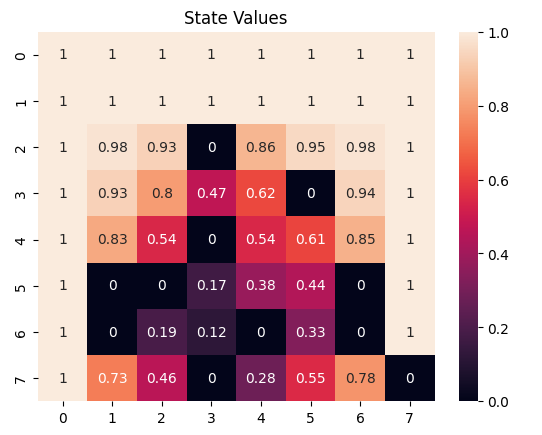 State Values
0 1 1 1 1 1 1 1 1
1 1 1 1 1 1 1 1 1
2 1 0.98 0.93 0 0.86 0.95 0.98 1
3 1 0.93 0.8 0.47 0.62 0 0.94 1
4 1 0.83 0.54 0 0.54 0.61 0.85 1
5 1 0 0 0.17 0.38 0.44 0 1
6 1 0 0.19 0.12 0 0.33 0 1
7 1 0.73 0.46 0 0.28 0.55 0.78 0
0 1 2 3 4 5 6 7
1.0
0.8
0.6
0.4
0.2
0.0